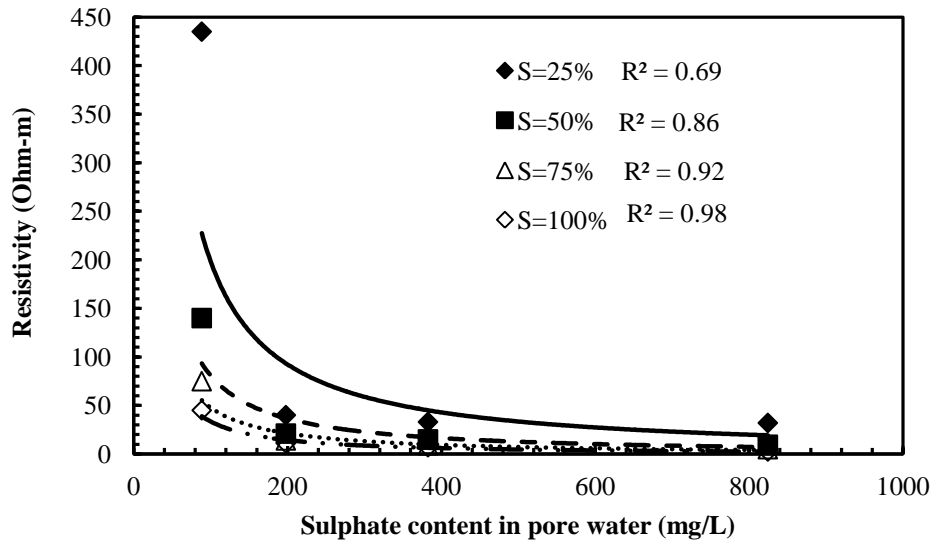 450
400
350
300
250
200
150
100
50
0
Resistivity (Ohm-m)
S=25% R² = 0.69
S=50% R² = 0.86
S=75% R² = 0.92
S=100% R² = 0.98
0 200 400 600 800 1000
Sulphate content in pore water (mg/L)